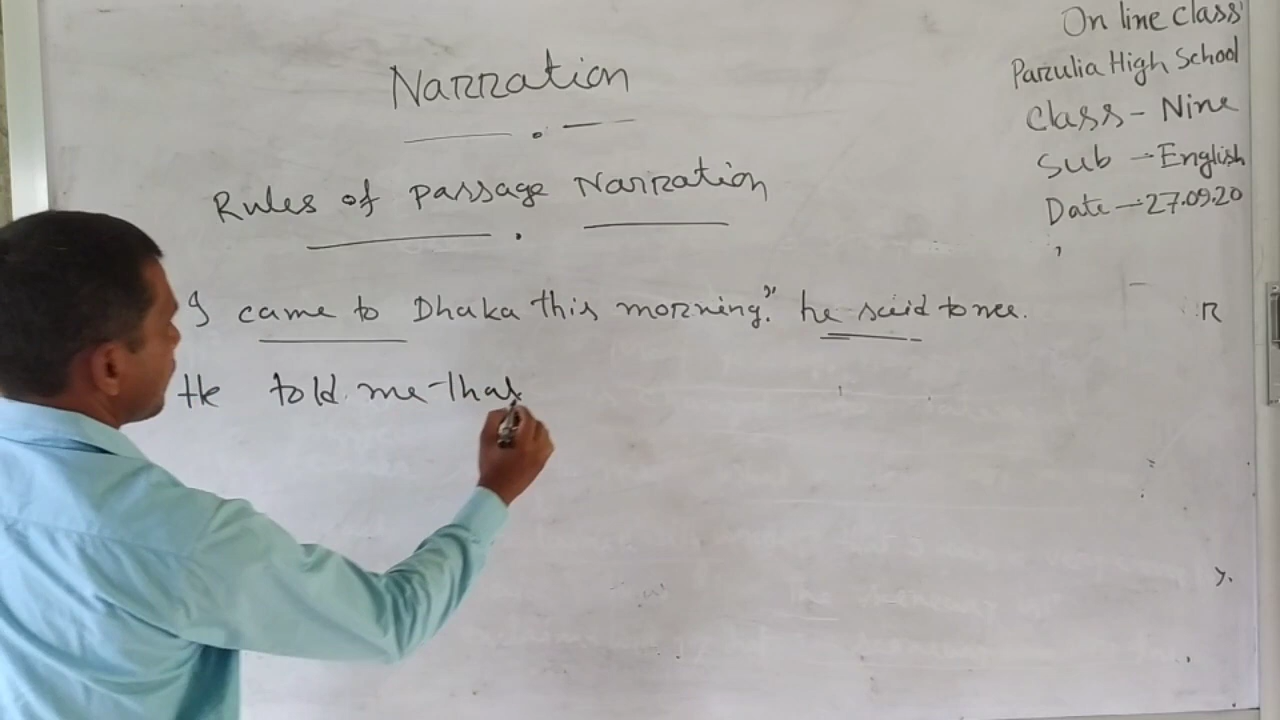 On line class
Parulia High School
Class - Nine
Sub - English
Date - 27.09.20
Narration
Rules of Passage Narration
I came to Dhaka this morning." he said to me.
He told me that